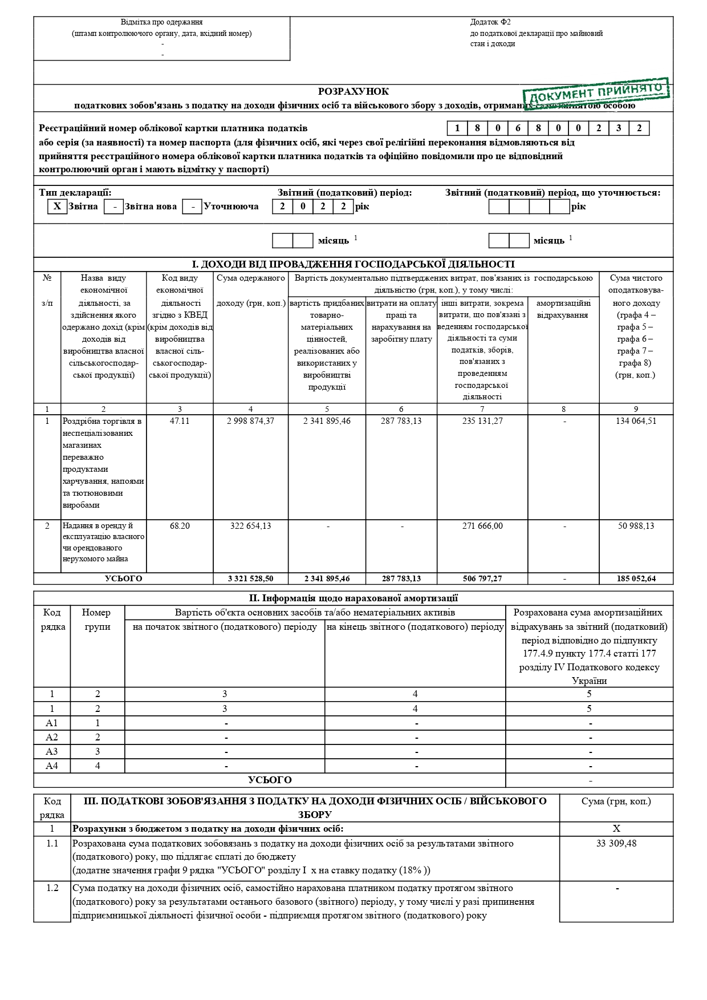 Відмітка про одержання
(штамп контролюючого органу, дата, вхідний номер)
-
-
Додаток Ф2
до податкової декларації про майновий
стан і доходи
ДОКУМЕНТ ПРИЙНЯТО
РОЗРАХУНОК
податкових зобов'язань з податку на доходи фізичних осіб та військового збору з доходів, отриманих самозайнятою особою
Реєстраційний номер облікової картки платника податків 1 8 0 6 8 0 0 2 3 2
або серія (за наявності) та номер паспорта (для фізичних осіб, які через свої релігійні переконання відмовляються від
прийняття реєстраційного номера облікової картки платника податків та офіційно повідомили про це відповідний
контролюючий орган і мають відмітку у паспорті)
Тип декларації: Звітний (податковий) період: Звітний (податковий) період, що уточнюється:
X Звітна - Звітна нова - Уточнююча 2 0 2 2 рік рік
місяць 1 місяць 1
І. ДОХОДИ ВІД ПРОВАДЖЕННЯ ГОСПОДАРСЬКОЇ ДІЯЛЬНОСТІ
№
з/п
Назва виду
економічної
діяльності, за
здійснення якого
одержано дохід (крім
доходів від
виробництва власної
сільськогосподар-
ської продукції)
Код виду
економічної
діяльності
згідно з КВЕД
(крім доходів від
виробництва
власної сіль-
ськогосподар-
ської продукції)
Сума одержаного
доходу (грн, коп.)
Вартість документально підтверджених витрат, пов'язаних із господарською
діяльністю (грн, коп.), у тому числі:
вартість придбаних
товарно-
матеріальних
цінностей,
реалізованих або
використаних у
виробництві
продукції
витрати на оплату
праці та
нарахування на
заробітну плату
інші витрати, зокрема
витрати, що пов'язані з
веденням господарської
діяльності та суми
податків, зборів,
пов'язаних з
проведенням
господарської
діяльності
амортизаційні
відрахування
Сума чистого
оподатковува-
ного доходу
(графа 4 –
графа 5 –
графа 6 –
графа 7 –
графа 8)
(грн, коп.)
1 2 3 4 5 6 7 8 9
1 Роздрібна торгівля в 47.11 2 998 874,37 2 341 895,46 287 783,13 235 131,27 - 134 064,51
неспеціалізованих
магазинах
переважно
продуктами
харчування, напоями
та тютюновими
виробами
2 Надання в оренду й 68.20 322 654,13 - - 271 666,00 - 50 988,13
експлуатацію власного
чи орендованого
нерухомого майна
УСЬОГО 3 321 528,50 2 341 895,46 287 783,13 506 797,27 - 185 052,64
ІІ. Інформація щодо нарахованої амортизації
Код
рядка
Номер
групи
Вартість об'єкта основних засобів та/або нематеріальних активів
на початок звітного (податкового) періоду
на кінець звітного (податкового) періоду
Розрахована сума амортизаційних
відрахувань за звітний (податковий)
період відповідно до підпункту
177.4.9 пункту 177.4 статті 177
розділу IV Податкового кодексу
України
1 2 3 4 5
1 2 3 4 5
А1 1 - - -
А2 2 - - -
А3 3 - - -
А4 4 - - -
УСЬОГО -
Код
рядка
ІІІ. ПОДАТКОВІ ЗОБОВ'ЯЗАННЯ З ПОДАТКУ НА ДОХОДИ ФІЗИЧНИХ ОСІБ / ВІЙСЬКОВОГО
ЗБОРУ
Сума (грн, коп.)
1 Розрахунки з бюджетом з податку на доходи фізичних осіб: X
1.1 Розрахована сума податкових зобовязань з податку на доходи фізичних осіб за результатами звітного 33 309,48
(податкового) року, що підлягає сплаті до бюджету
(додатне значення графи 9 рядка "УСЬОГО" розділу І х на ставку податку (18% ))
1.2 Сума податку на доходи фізичних осіб, самостійно нарахована платником податку протягом звітного -
(податкового) року за результатами останього базового (звітного) періоду, у тому числі у разі припинення
підприємницької діяльності фізичної особи - підприємця протягом звітного (податкового) року